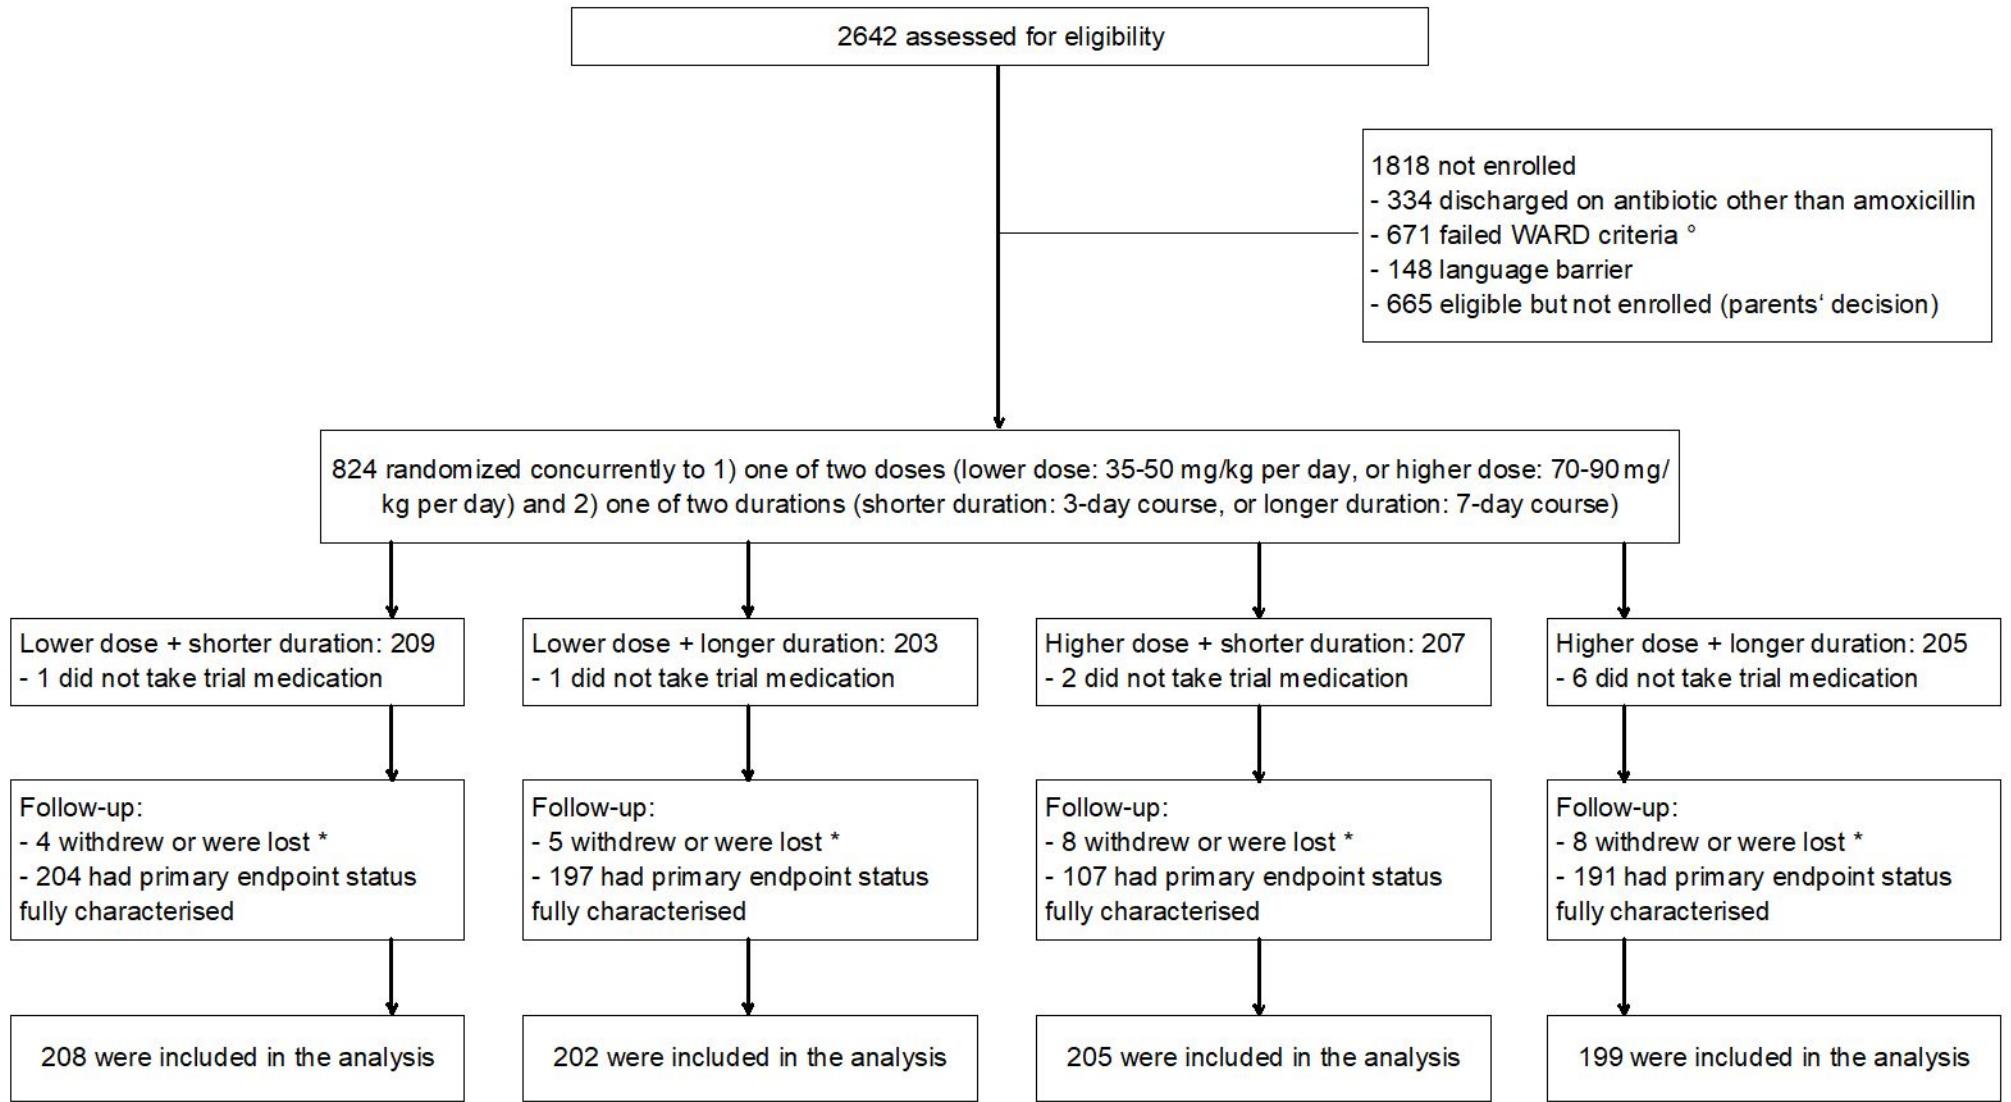 2642 assessed for eligibility
1818 not enrolled
- 334 discharged on antibiotic other than amoxicillin
- 671 failed WARD criteria °
- 148 language barrier
- 665 eligible but not enrolled (parents‘ decision)
824 randomized concurrently to 1) one of two doses (lower dose: 35-50 mg/kg per day, or higher dose: 70-90 mg/
kg per day) and 2) one of two durations (shorter duration: 3-day course, or longer duration: 7-day course)
Lower dose + shorter duration: 209
- 1 did not take trial medication
Lower dose + longer duration: 203
- 1 did not take trial medication
Higher dose + shorter duration: 207
- 2 did not take trial medication
Higher dose + longer duration: 205
- 6 did not take trial medication
Follow-up:
- 4 withdrew or were lost *
- 204 had primary endpoint status
fully characterised
Follow-up:
- 5 withdrew or were lost *
- 197 had primary endpoint status
fully characterised
Follow-up:
- 8 withdrew or were lost *
- 107 had primary endpoint status
fully characterised
Follow-up:
- 8 withdrew or were lost *
- 191 had primary endpoint status
fully characterised
208 were included in the analysis
202 were included in the analysis
205 were included in the analysis
199 were included in the analysis